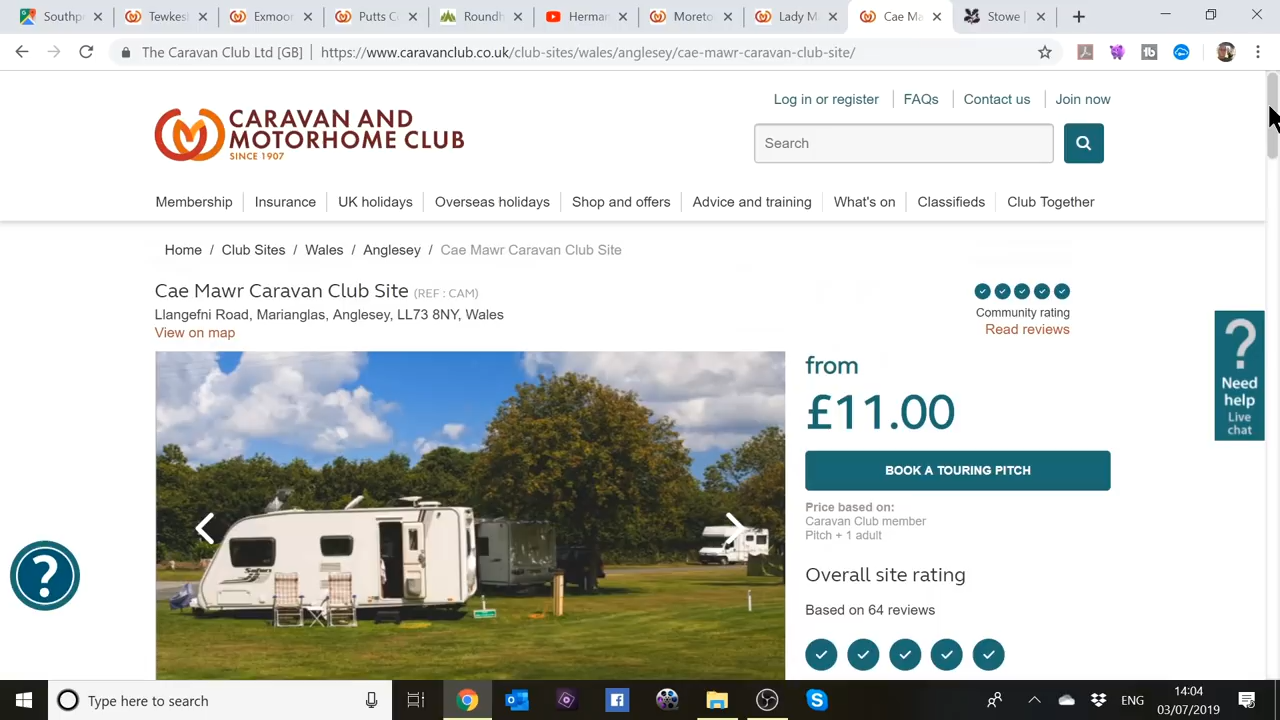 Southp
Tewkes
Explore
Putts C
Roundh
Herman
Moreto
Lady M
Cae Ma
Stowe |
The Caravan Club Ltd [GB] | https://www.caravanclub.co.uk/club-sites/wales/anglesey/cae-mawr-caravan-club-site/
Log in or register
FAQs
Contact us
Join now
CARAVAN AND
MOTORHOME CLUB
SINCE 1907
Search
Membership
Insurance
UK holidays
Overseas holidays
Shop and offers
Advice and training
What's on
Classifieds
Club Together
Home / Club Sites / Wales / Anglesey / Cae Mawr Caravan Club Site
Cae Mawr Caravan Club Site (REF : CAM)
Llangefni Road, Marianglas, Anglesey, LL73 8NY, Wales
View on map
Community rating
Read reviews
from
£11.00
BOOK A TOURING PITCH
Price based on:
Caravan Club member
Pitch + 1 adult
Overall site rating
Based on 64 reviews
?
Need
help
Live
chat
?
Type here to search
ENG
14:04
03/07/2019